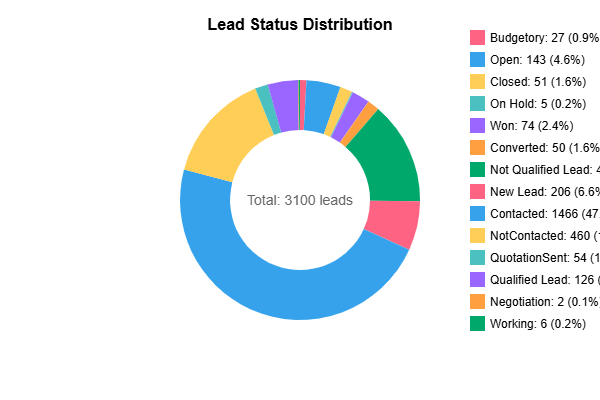 Lead Status Distribution
Budgetory: 27 (0.9%
Open: 143 (4.6%)
Closed: 51 (1.6%)
On Hold: 5 (0.2%)
Won: 74 (2.4%)
Converted: 50 (1.6%
Not Qualified Lead: 4
New Lead: 206 (6.6%
Contacted: 1466 (47.
NotContacted: 460 (1
QuotationSent: 54 (1
Qualified Lead: 126 (
Negotiation: 2 (0.1%)
Working: 6 (0.2%)
Total: 3100 leads